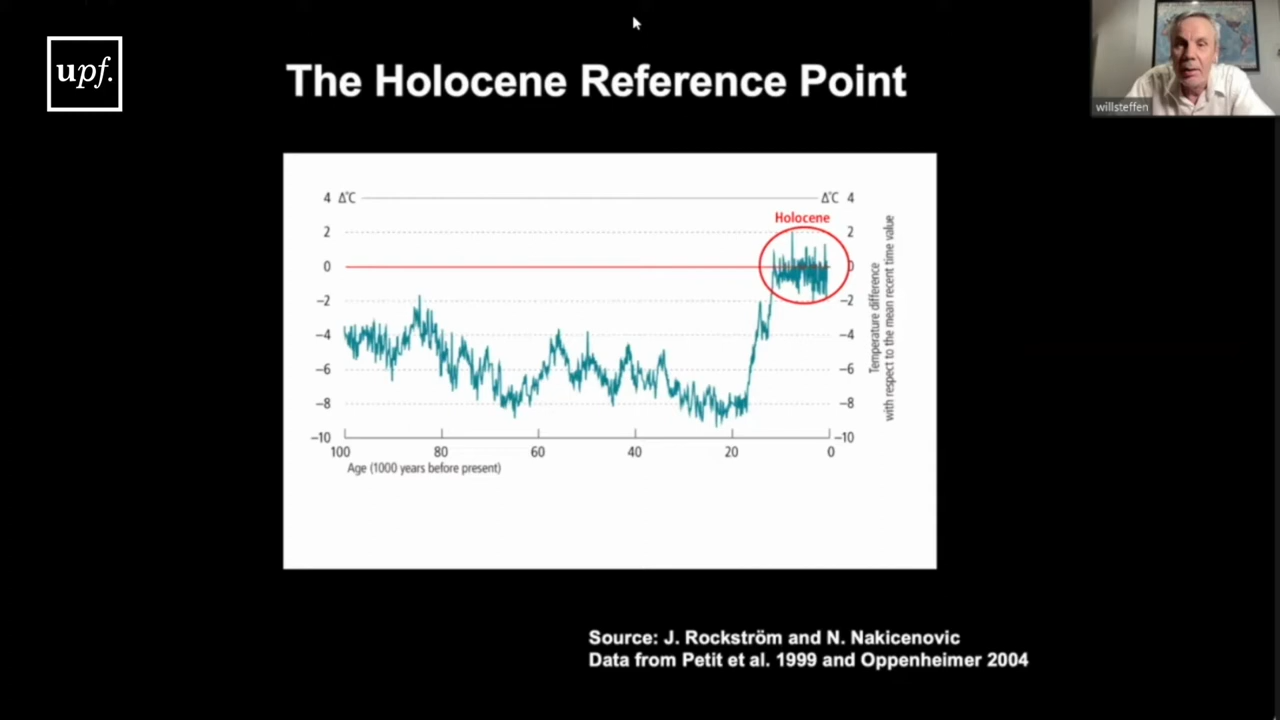 upf.
The Holocene Reference Point
willsteffen
4 Δ°C
Δ°C 4
Holocene
2
2
0
0
−2
−2
−4
−4
−6
−6
−8
−8
−10
−10
100
80
60
40
20
0
Age (1000 years before present)
Temperature difference
with respect to the mean recent time value
Source: J. Rockström and N. Nakicenovic
Data from Petit et al. 1999 and Oppenheimer 2004